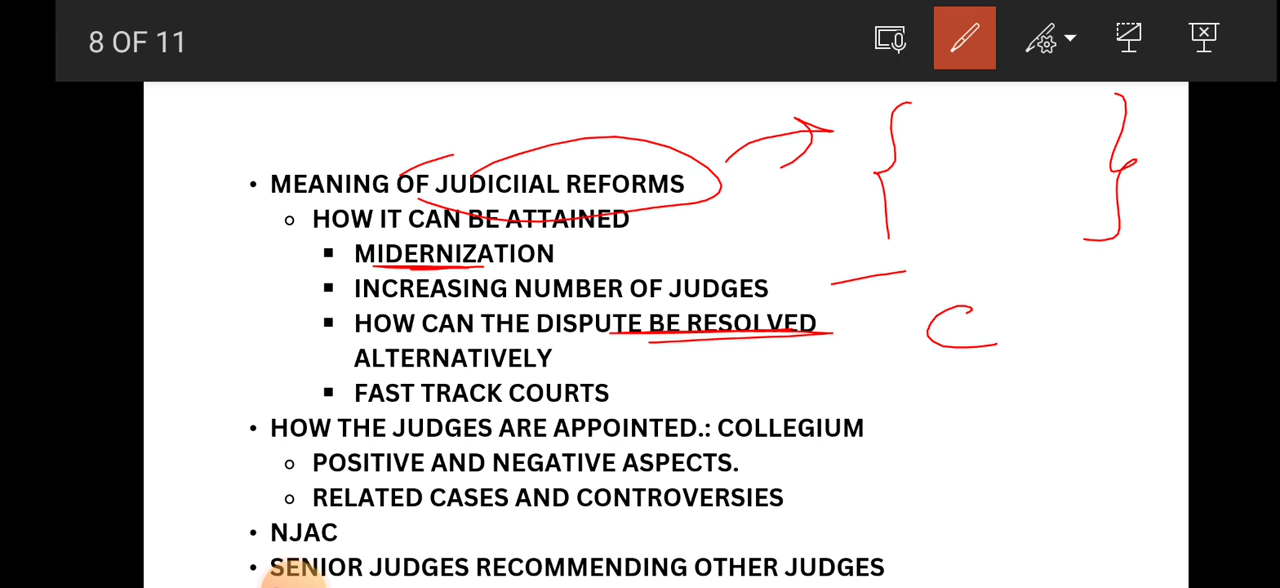 8 OF 11
• MEANING OF JUDICIIAL REFORMS
○ HOW IT CAN BE ATTAINED
▪ MIDERNIZATION
▪ INCREASING NUMBER OF JUDGES
▪ HOW CAN THE DISPUTE BE RESOLVED
ALTERNATIVELY
▪ FAST TRACK COURTS
• HOW THE JUDGES ARE APPOINTED.: COLLEGIUM
○ POSITIVE AND NEGATIVE ASPECTS.
○ RELATED CASES AND CONTROVERSIES
• NJAC
• SENIOR JUDGES RECOMMENDING OTHER JUDGES